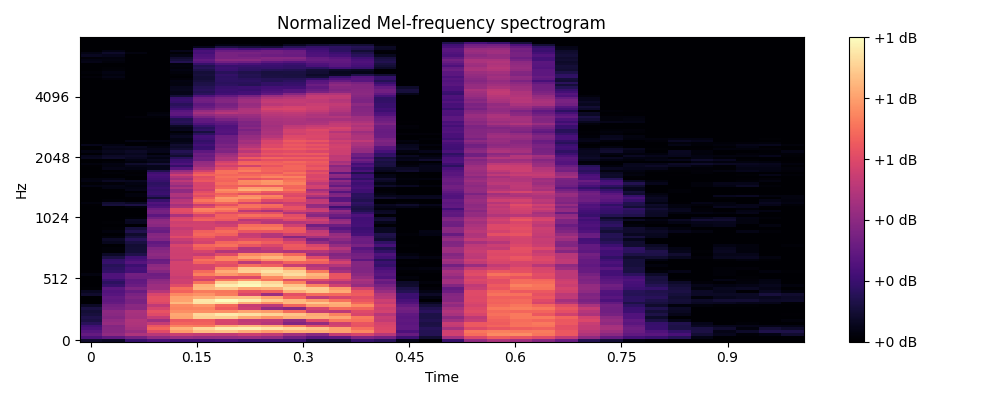 Normalized Mel-frequency spectrogram
Hz
4096
2048
1024
512
0
0 0.15 0.3 0.45 0.6 0.75 0.9
Time
+1 dB
+1 dB
+1 dB
+0 dB
+0 dB
+0 dB